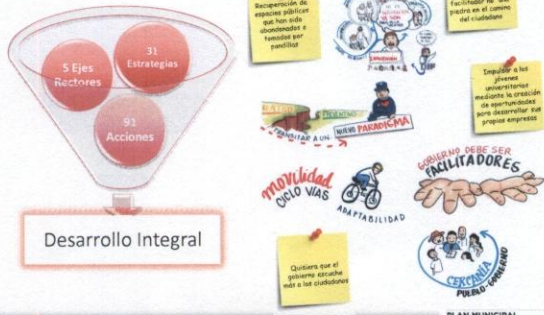 5 Ejes
Rectores
31
Estrategias
91
Acciones
Desarrollo Integral
Recuperación de
espacios públicos
que han sido
abandonados o
tomados por
pandillas
facilitador no una
piedra en el camino
del ciudadano
Impulsar a los
jóvenes
universitarios
mediante la creación
de oportunidades
para desarrollar sus
propias empresas
TRANSITAR A UN
NUEVO PARADIGMA
GOBIERNO DEBE SER
FACILITADORES
MOVILIDAD
CICLO VIAS
ADAPTABILIDAD
Quisiera que el
gobierno escuche
más a los ciudadanos
CERCANÍA
PUEBLO-GOBIERNO
PLAN MUNICIPAL